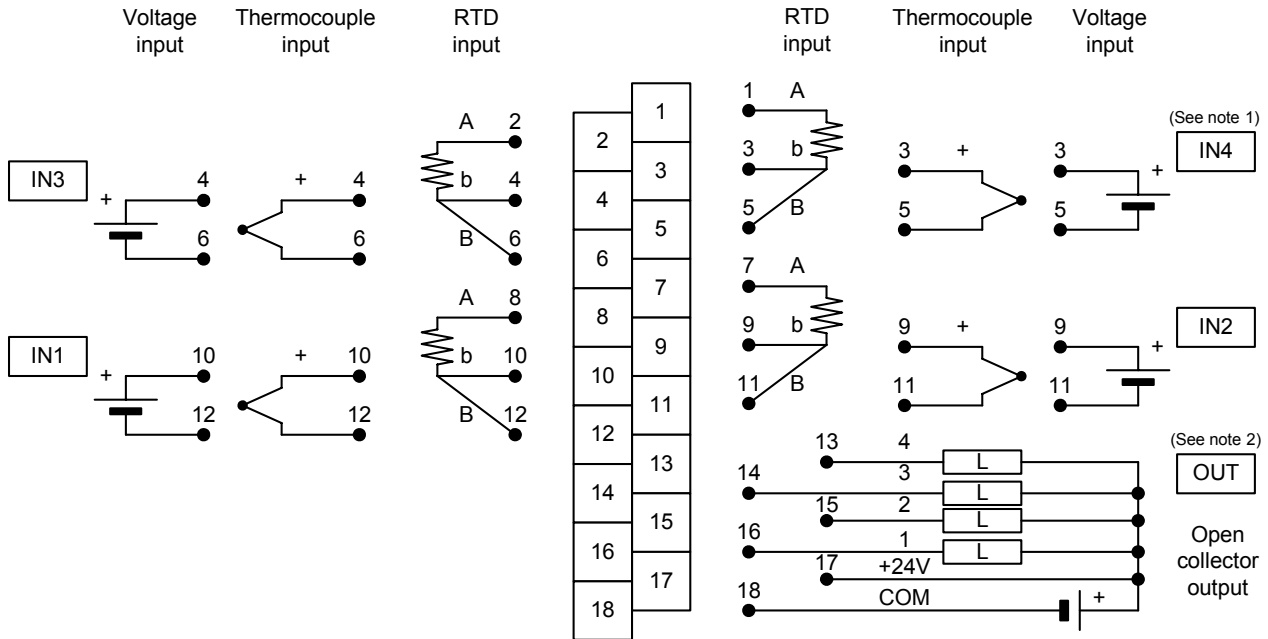 Voltage input
Thermocouple input
RTD input
RTD input
Thermocouple input
Voltage input
IN3
+
4
6
+
4
6
A
2
b
4
B
6
IN1
+
10
12
+
10
12
A
8
b
10
B
12
1
2
3
4
5
6
7
8
9
10
11
12
13
14
15
16
17
18
1
A
3
b
5
B
3
+
5
3
+
5
(See note 1)
IN4
7
A
9
b
11
B
9
+
11
9
+
11
IN2
13
4
L
14
3
L
15
2
L
16
1
L
17
+24V
18
COM
+
(See note 2)
OUT
Open
collector
output